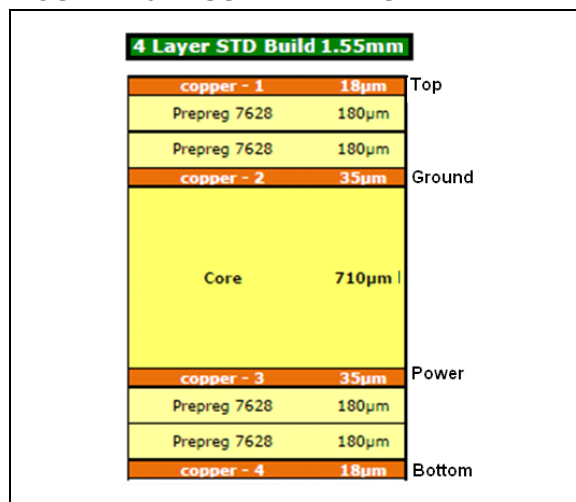 4 Layer STD Build 1.55mm
copper - 1 18µm Top
Prepreg 7628 180µm
Prepreg 7628 180µm
copper - 2 35µm Ground
Core 710µm
copper - 3 35µm Power
Prepreg 7628 180µm
Prepreg 7628 180µm
copper - 4 18µm Bottom